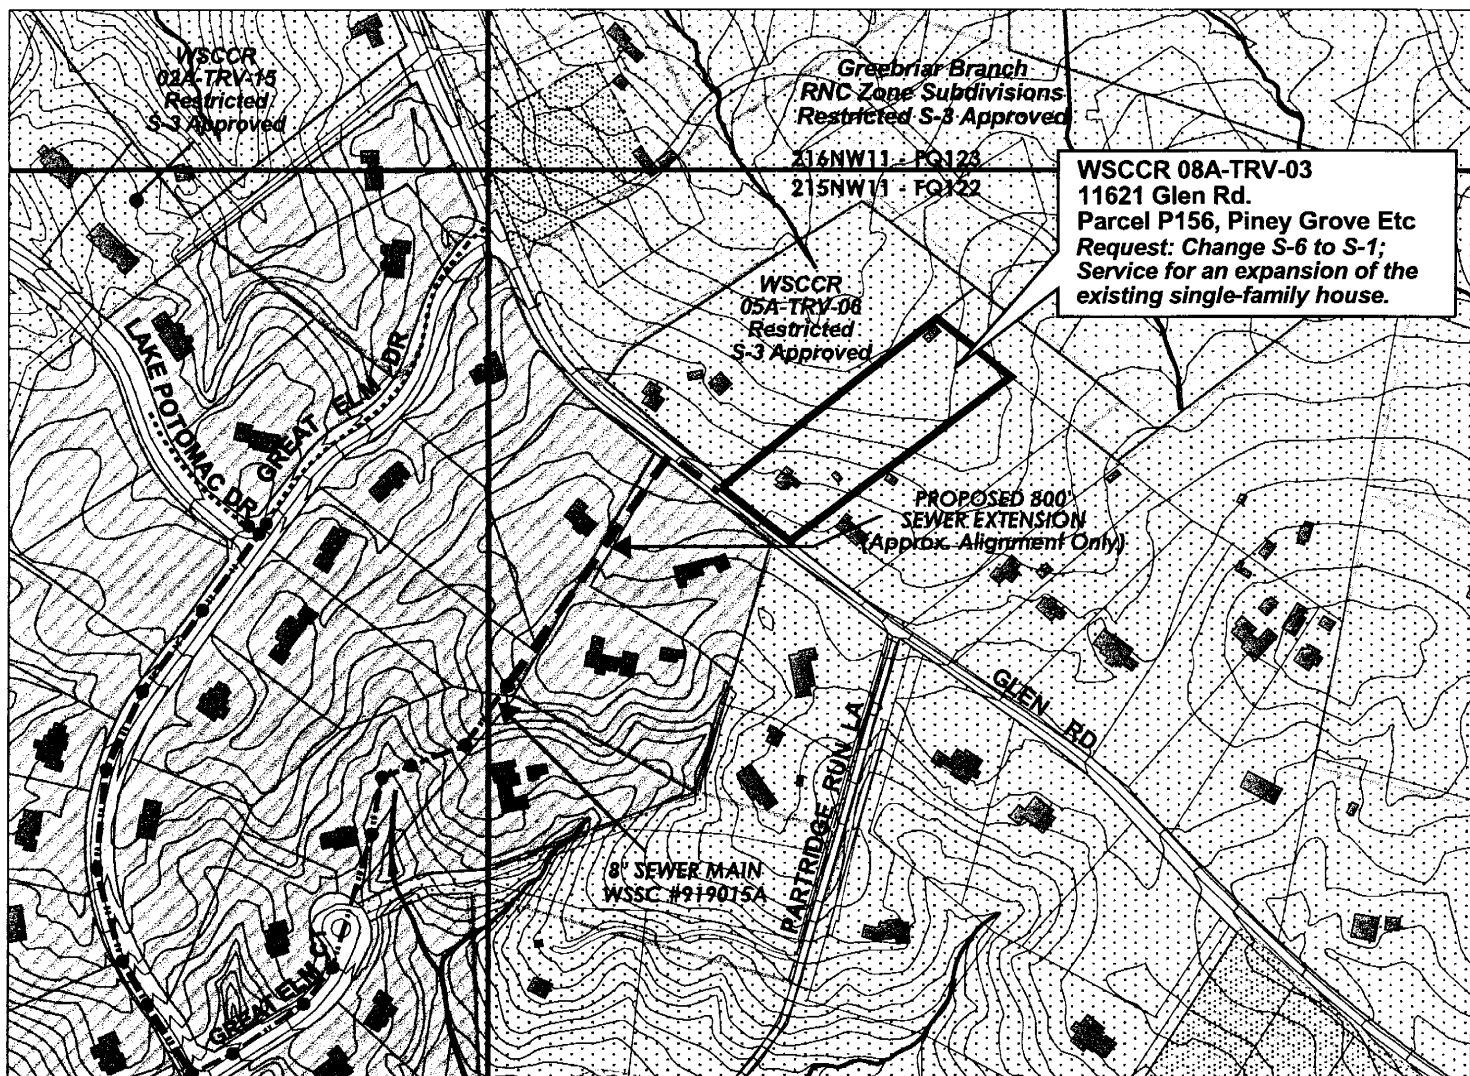 WSCCR
02A-TRV-15
Restricted
S-3 Approved
Greebriar Branch
RNC Zone Subdivisions
Restricted S-3 Approved
216NW11 - FQ123
215NW11 - FQ122
WSCCR 08A-TRV-03
11621 Glen Rd.
Parcel P156, Piney Grove Etc
Request: Change S-6 to S-1;
Service for an expansion of the
existing single-family house.
WSCCR
05A-TRV-06
Restricted
S-3 Approved
LAKE POTOMAC DR
GREAT ELM DR
PROPOSED 800'
SEWER EXTENSION
(Approx. Alignment Only)
GLEN RD
PARTRIDGE RUN LA
8" SEWER MAIN
WSSC #919015A
GREAT ELM CT